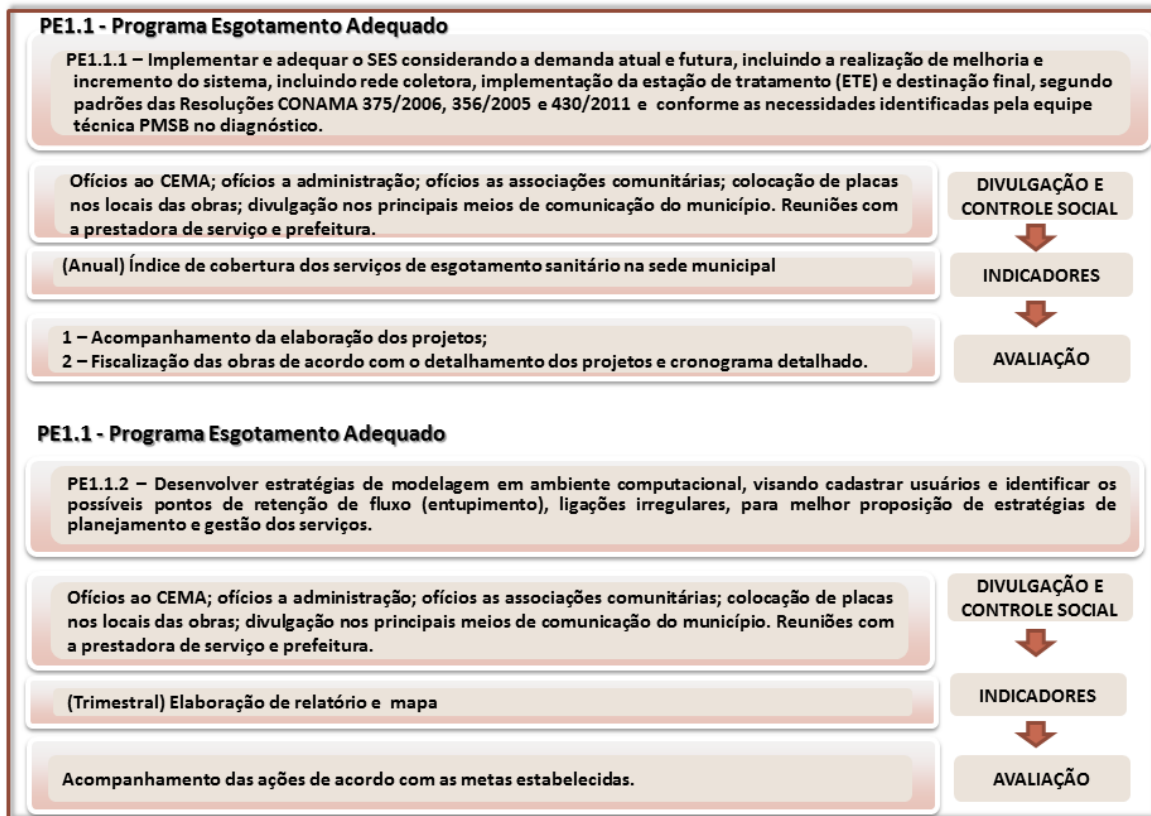 PE1.1 - Programa Esgotamento Adequado
PE1.1.1 – Implementar e adequar o SES considerando a demanda atual e futura, incluindo a realização de melhoria e
incremento do sistema, incluindo rede coletora, implementação da estação de tratamento (ETE) e destinação final, segundo
padrões das Resoluções CONAMA 375/2006, 356/2005 e 430/2011 e conforme as necessidades identificadas pela equipe
técnica PMSB no diagnóstico.
Ofícios ao CEMA; ofícios a administração; ofícios as associações comunitárias; colocação de placas
nos locais das obras; divulgação nos principais meios de comunicação do município. Reuniões com
a prestadora de serviço e prefeitura.
DIVULGAÇÃO E
CONTROLE SOCIAL
(Anual) Índice de cobertura dos serviços de esgotamento sanitário na sede municipal
INDICADORES
1 – Acompanhamento da elaboração dos projetos;
2 – Fiscalização das obras de acordo com o detalhamento dos projetos e cronograma detalhado.
AVALIAÇÃO
PE1.1 - Programa Esgotamento Adequado
PE1.1.2 – Desenvolver estratégias de modelagem em ambiente computacional, visando cadastrar usuários e identificar os
possíveis pontos de retenção de fluxo (entupimento), ligações irregulares, para melhor proposição de estratégias de
planejamento e gestão dos serviços.
Ofícios ao CEMA; ofícios a administração; ofícios as associações comunitárias; colocação de placas
nos locais das obras; divulgação nos principais meios de comunicação do município. Reuniões com
a prestadora de serviço e prefeitura.
DIVULGAÇÃO E
CONTROLE SOCIAL
(Trimestral) Elaboração de relatório e mapa
INDICADORES
Acompanhamento das ações de acordo com as metas estabelecidas.
AVALIAÇÃO